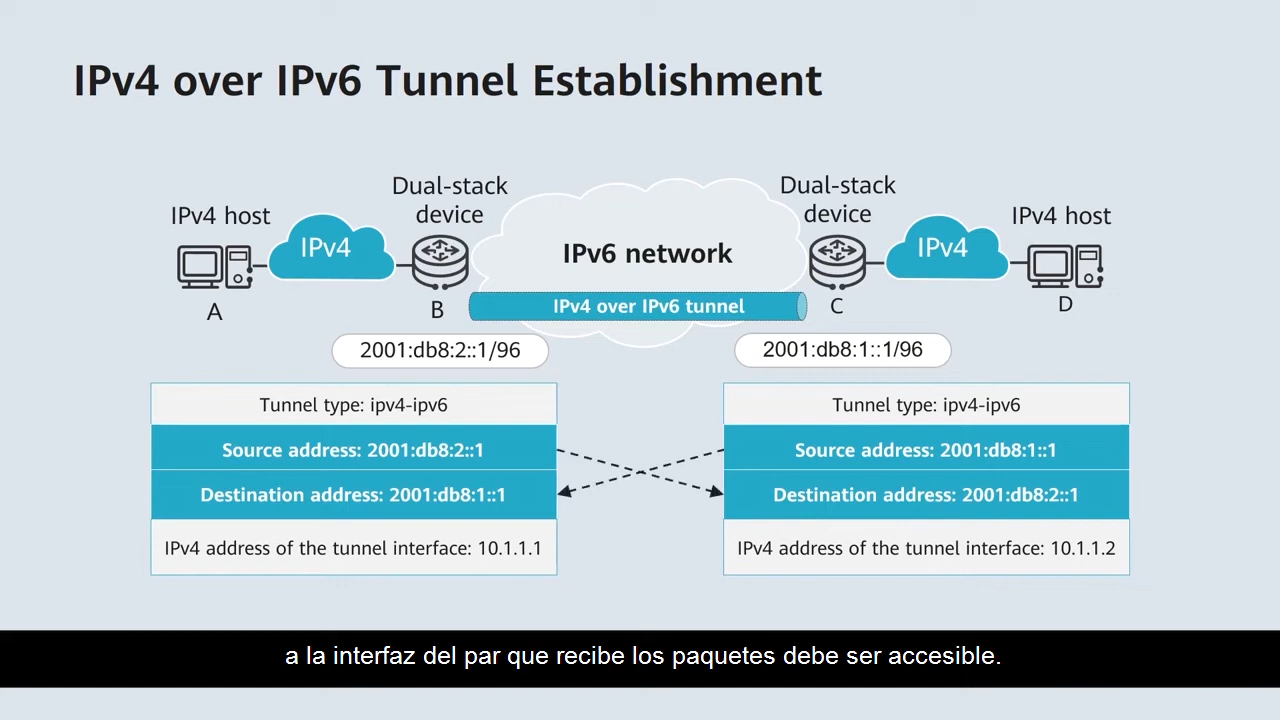 IPv4 over IPv6 Tunnel Establishment
Dual-stack
device
Dual-stack
device
IPv4 host
IPv4
IPv6 network
IPv4
IPv4 host
A
B
IPv4 over IPv6 tunnel
C
D
2001:db8:2::1/96
2001:db8:1::1/96
Tunnel type: ipv4-ipv6
Source address: 2001:db8:2::1
Destination address: 2001:db8:1::1
IPv4 address of the tunnel interface: 10.1.1.1
Tunnel type: ipv4-ipv6
Source address: 2001:db8:1::1
Destination address: 2001:db8:2::1
IPv4 address of the tunnel interface: 10.1.1.2
a la interfaz del par que recibe los paquetes debe ser accesible.